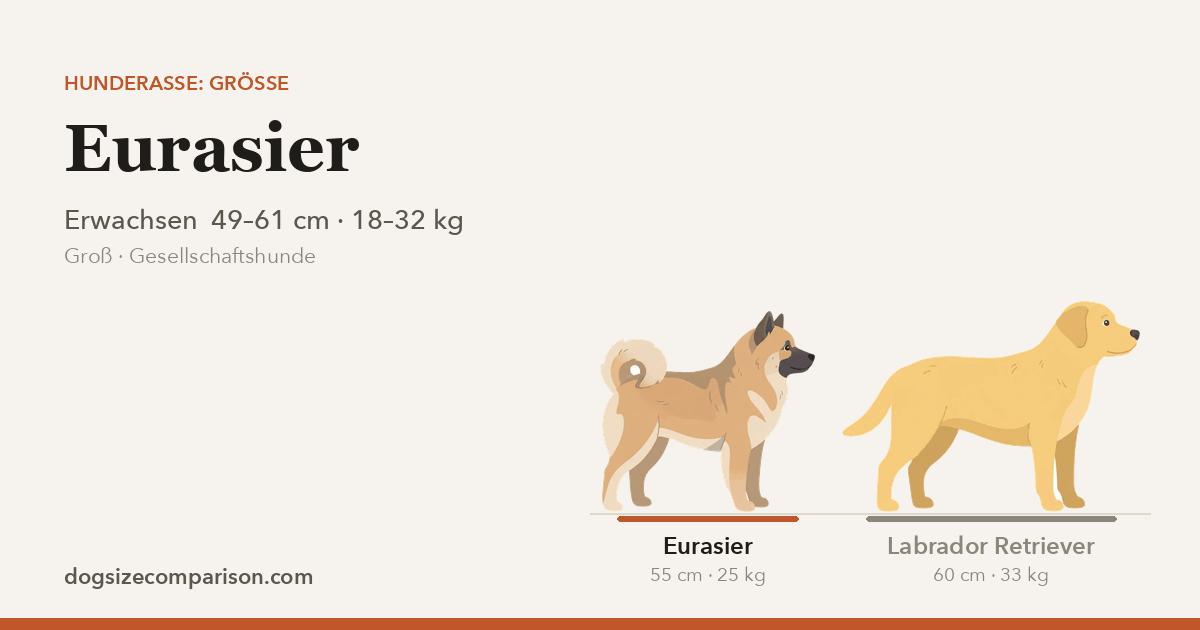 HUNDERASSE: GRÖSSE
Eurasier
Erwachsen 49–61 cm · 18–32 kg
Groß · Gesellschaftshunde
Eurasier
55 cm · 25 kg
Labrador Retriever
60 cm · 33 kg
dogsizecomparison.com